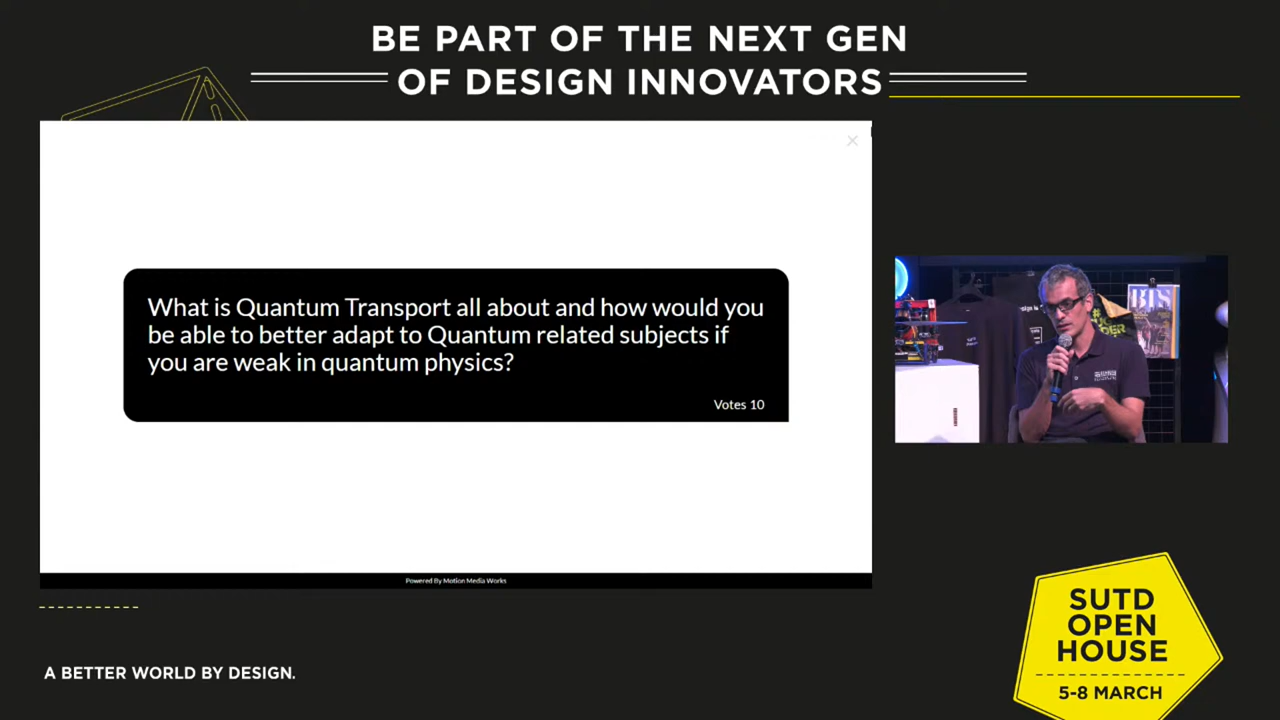 BE PART OF THE NEXT GEN
OF DESIGN INNOVATORS
What is Quantum Transport all about and how would you
be able to better adapt to Quantum related subjects if
you are weak in quantum physics?
Votes 10
Powered By Motion Media Works
BTS
SUTD
OPEN
HOUSE
5-8 MARCH
A BETTER WORLD BY DESIGN.